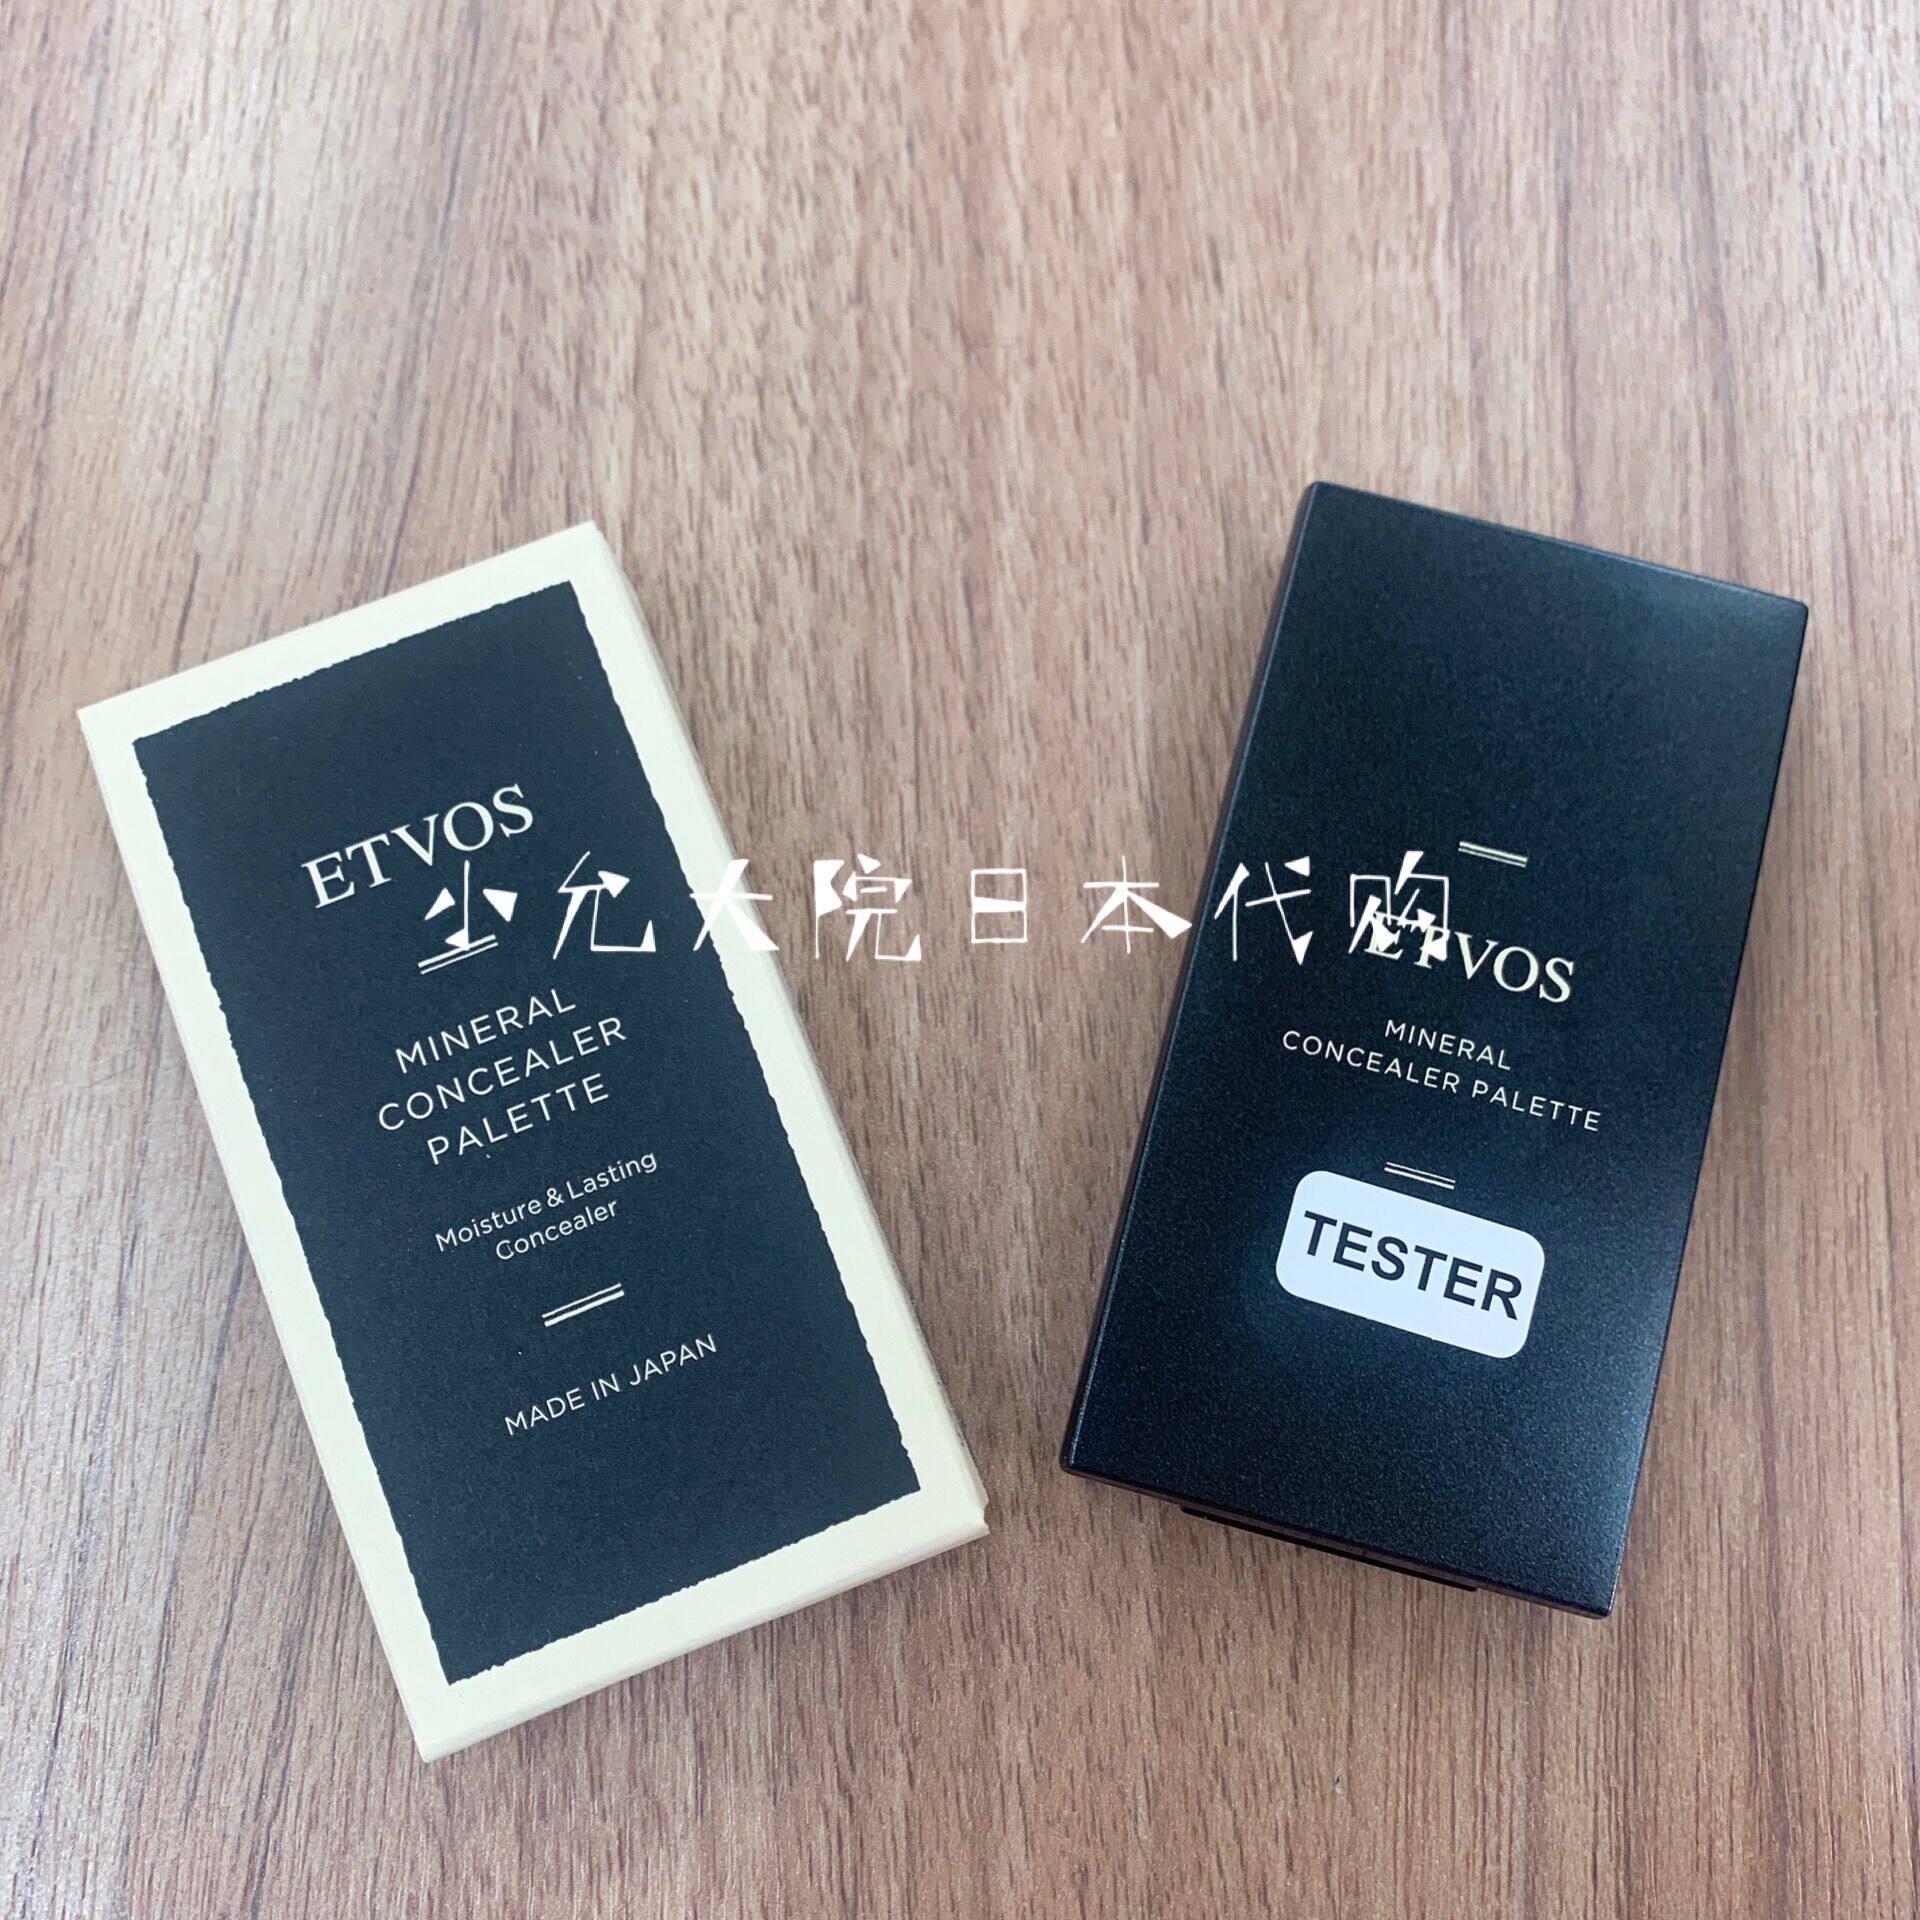 ETVOS
MINERAL
CONCEALER
PALETTE
Moisture & Lasting
Concealer
MADE IN JAPAN
少允大院日本代购
ETVOS
MINERAL
CONCEALER PALETTE
TESTER